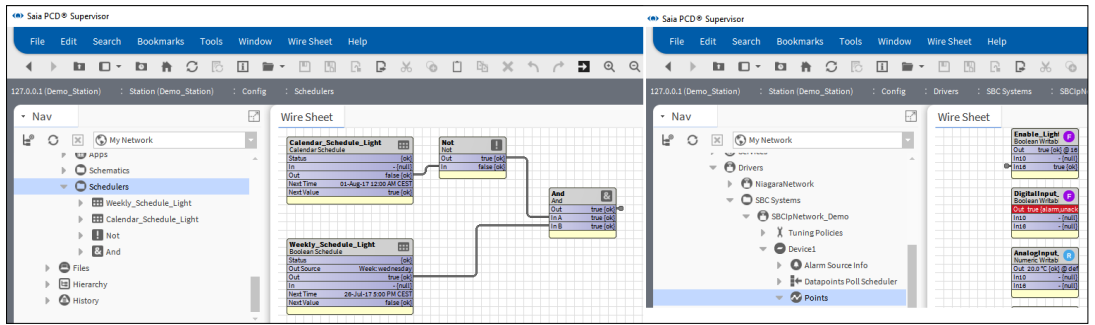 Saia PCD® Supervisor
File Edit Search Bookmarks Tools Window Wire Sheet Help
127.0.0.1 (Demo_Station) : Station (Demo_Station) : Config : Schedulers
Nav
My Network
Apps
Schematics
Schedulers
Weekly_Schedule_Light
Calendar_Schedule_Light
Not
And
Files
Hierarchy
History
Wire Sheet
Calendar_Schedule_Light
Calendar Schedule
Status [ok]
In - [null]
Out false [ok]
Next Time 01-Aug-17 12:00 AM CEST
Next Value true [ok]
Not
Not
Out true [ok]
In false [ok]
And
And
Out true [ok]
In A true [ok]
In B true [ok]
Weekly_Schedule_Light
Boolean Schedule
Status [ok]
Out Source Week: wednesday
Out true [ok]
In - [null]
Next Time 26-Jul-17 5:00 PM CEST
Next Value false [ok]
Saia PCD® Supervisor
File Edit Search Bookmarks Tools Window Wire Sheet Help
127.0.0.1 (Demo_Station) : Station (Demo_Station) : Config : Drivers : SBC Systems : SBCIpN
Nav
My Network
Drivers
NiagaraNetwork
SBC Systems
SBCIpNetwork_Demo
Tuning Policies
Device1
Alarm Source Info
Datapoints Poll Scheduler
Points
Wire Sheet
Enable_Light
Boolean Writab
Out true [ok] @ 16
In10 - [null]
In16 true [ok]
DigitalInput_
Boolean Writab
Out true {alarm,unack
In10 - [null]
In16 - [null]
AnalogInput_
Numeric Writab
Out 20.0 °C [ok] @ def
In10 - [null]
In16 - [null]